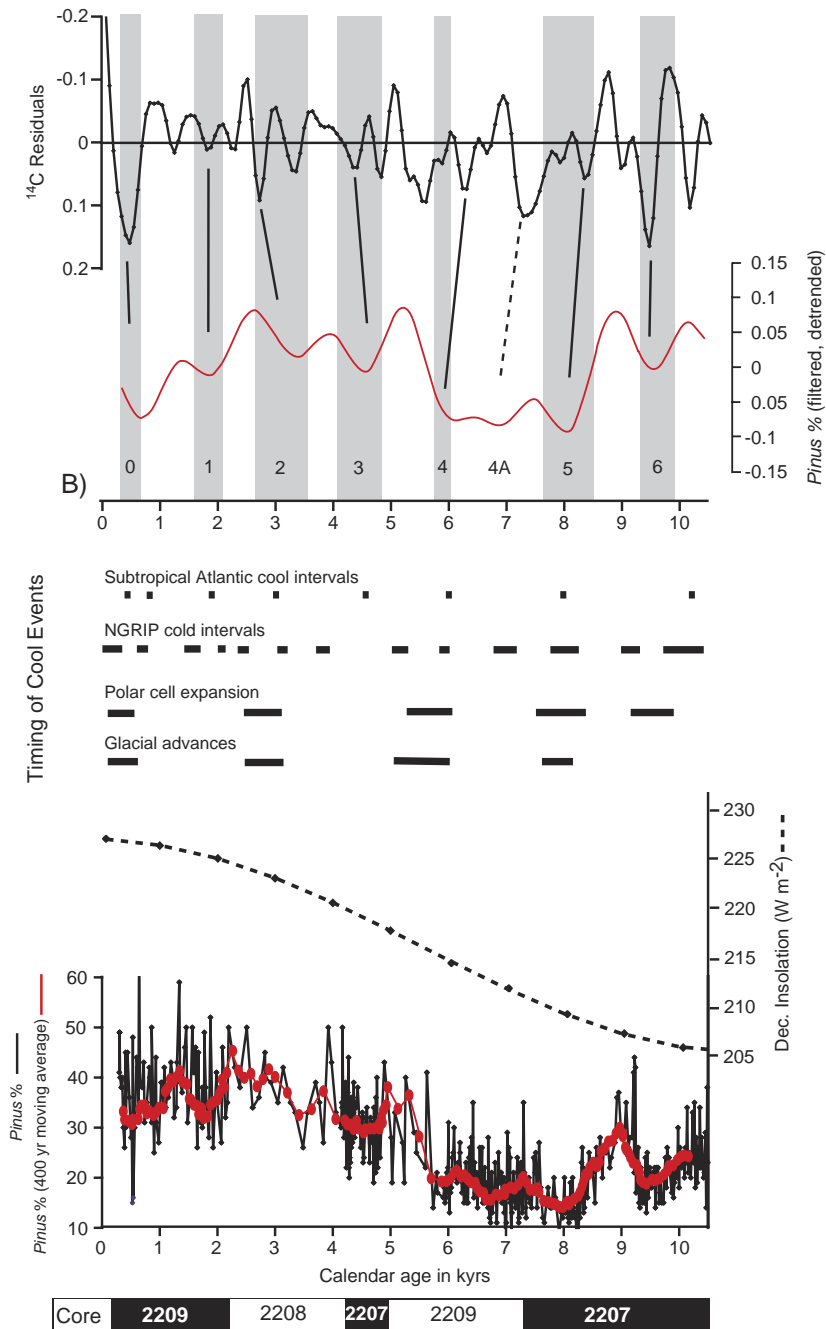 -0.2
-0.1
0
0.1
0.2
14C Residuals
0.15
0.1
0.05
0
0.05
-0.1
-0.15
Pinus % (filtered, detrended)
0 1 2 3 4 4A 5 6
B)
0 1 2 3 4 5 6 7 8 9 10
Timing of Cool Events
Subtropical Atlantic cool intervals
NGRIP cold intervals
Polar cell expansion
Glacial advances
230
225
220
215
210
205
Dec. Insolation (W m-2)
60
50
40
30
20
10
Pinus %
Pinus % (400 yr moving average)
0 1 2 3 4 5 6 7 8 9 10
Calendar age in kyrs
Core 2209 2208 2207 2209 2207